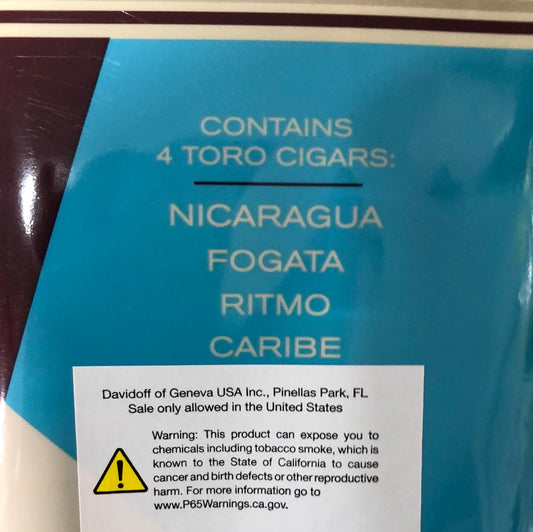 CONTAINS
4 TORO CIGARS:
NICARAGUA
FOGATA
RITMO
CARIBE
Davidoff of Geneva USA Inc., Pinellas Park, FL
Sale only allowed in the United States
Warning: This product can expose you to
chemicals including tobacco smoke, which is
known to the State of California to cause
cancer and birth defects or other reproductive
harm. For more information go to
www.P65Warnings.ca.gov.